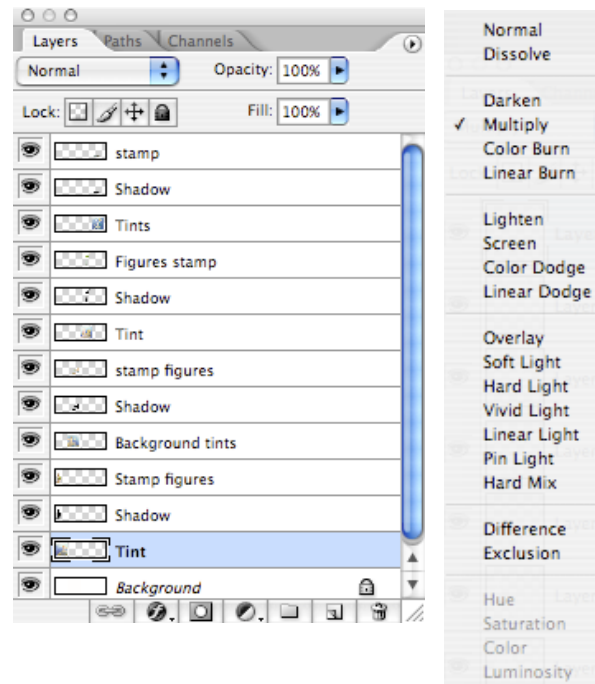 Layers Paths Channels
Normal Opacity: 100%
Lock: Fill: 100%
stamp
Shadow
Tints
Figures stamp
Shadow
Tint
stamp figures
Shadow
Background tints
Stamp figures
Shadow
Tint
Background
Normal
Dissolve
Darken
✓ Multiply
Color Burn
Linear Burn
Lighten
Screen
Color Dodge
Linear Dodge
Overlay
Soft Light
Hard Light
Vivid Light
Linear Light
Pin Light
Hard Mix
Difference
Exclusion
Hue
Saturation
Color
Luminosity